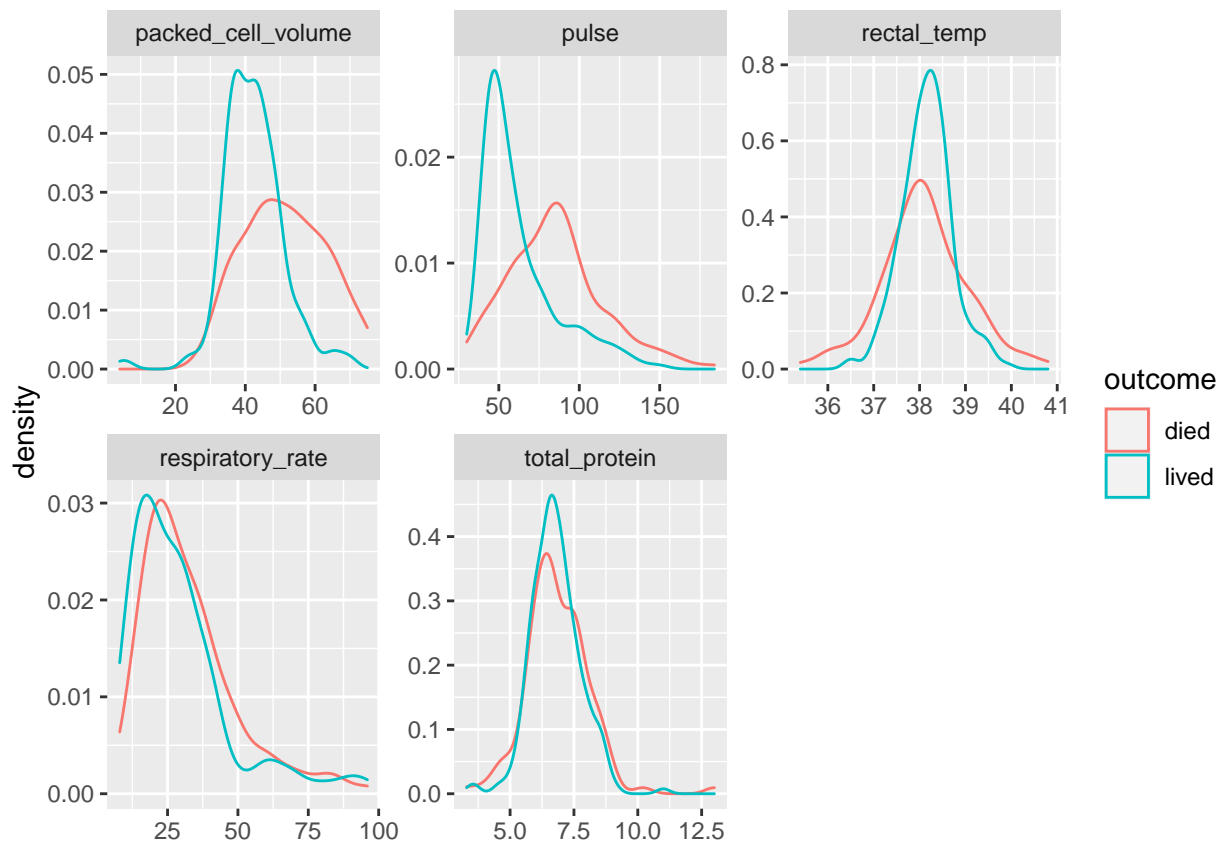 packed_cell_volume
pulse
rectal_temp
0.05
0.04
0.03
0.02
0.01
0.00
20 40 60
0.02
0.01
0.00
50 100 150
0.8
0.6
0.4
0.2
0.0
36 37 38 39 40 41
density
respiratory_rate
total_protein
0.03
0.02
0.01
0.00
25 50 75 100
0.4
0.3
0.2
0.1
0.0
5.0 7.5 10.0 12.5
outcome
died
lived